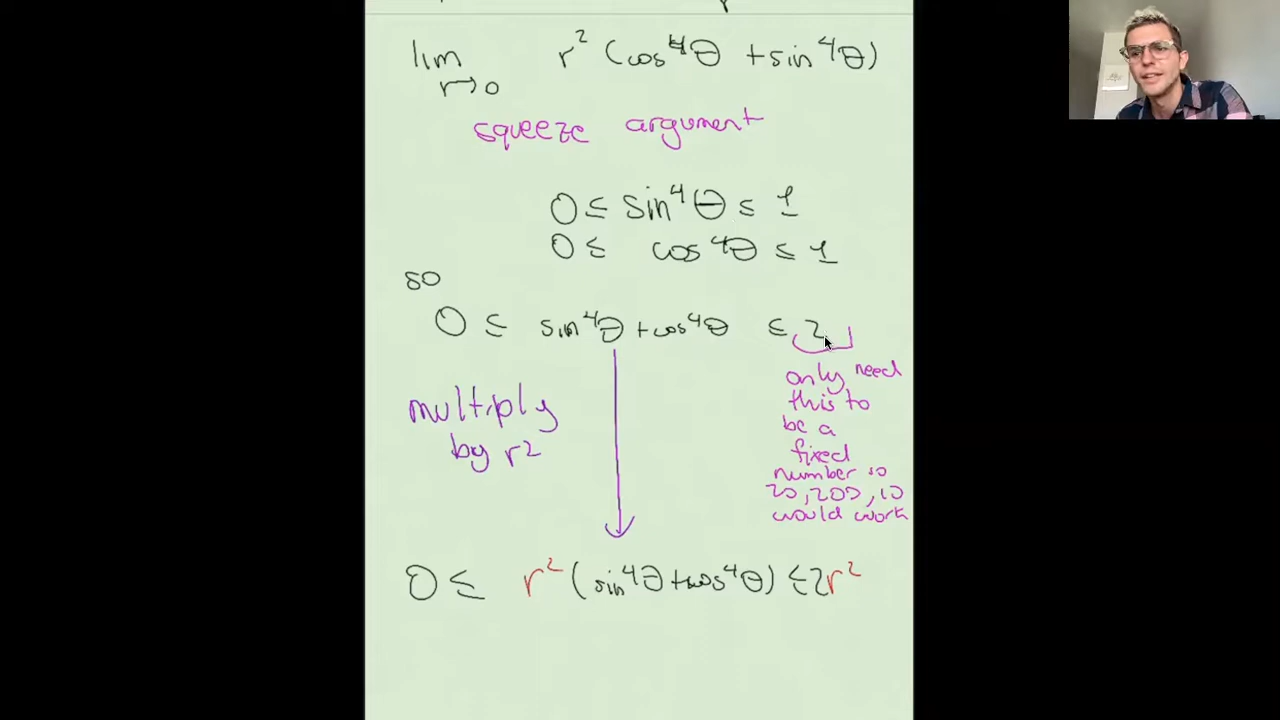 lim r² (cos⁴θ + sin⁴θ)
r→0
squeeze argument
0 ≤ sin⁴θ ≤ 1
0 ≤ cos⁴θ ≤ 1
so
0 ≤ sin⁴θ + cos⁴θ ≤ 2
only need
this to
be a
fixed
number so
20, 200, 10
would work
multiply
by r²
0 ≤ r² (sin⁴θ + cos⁴θ) ≤ 2r²